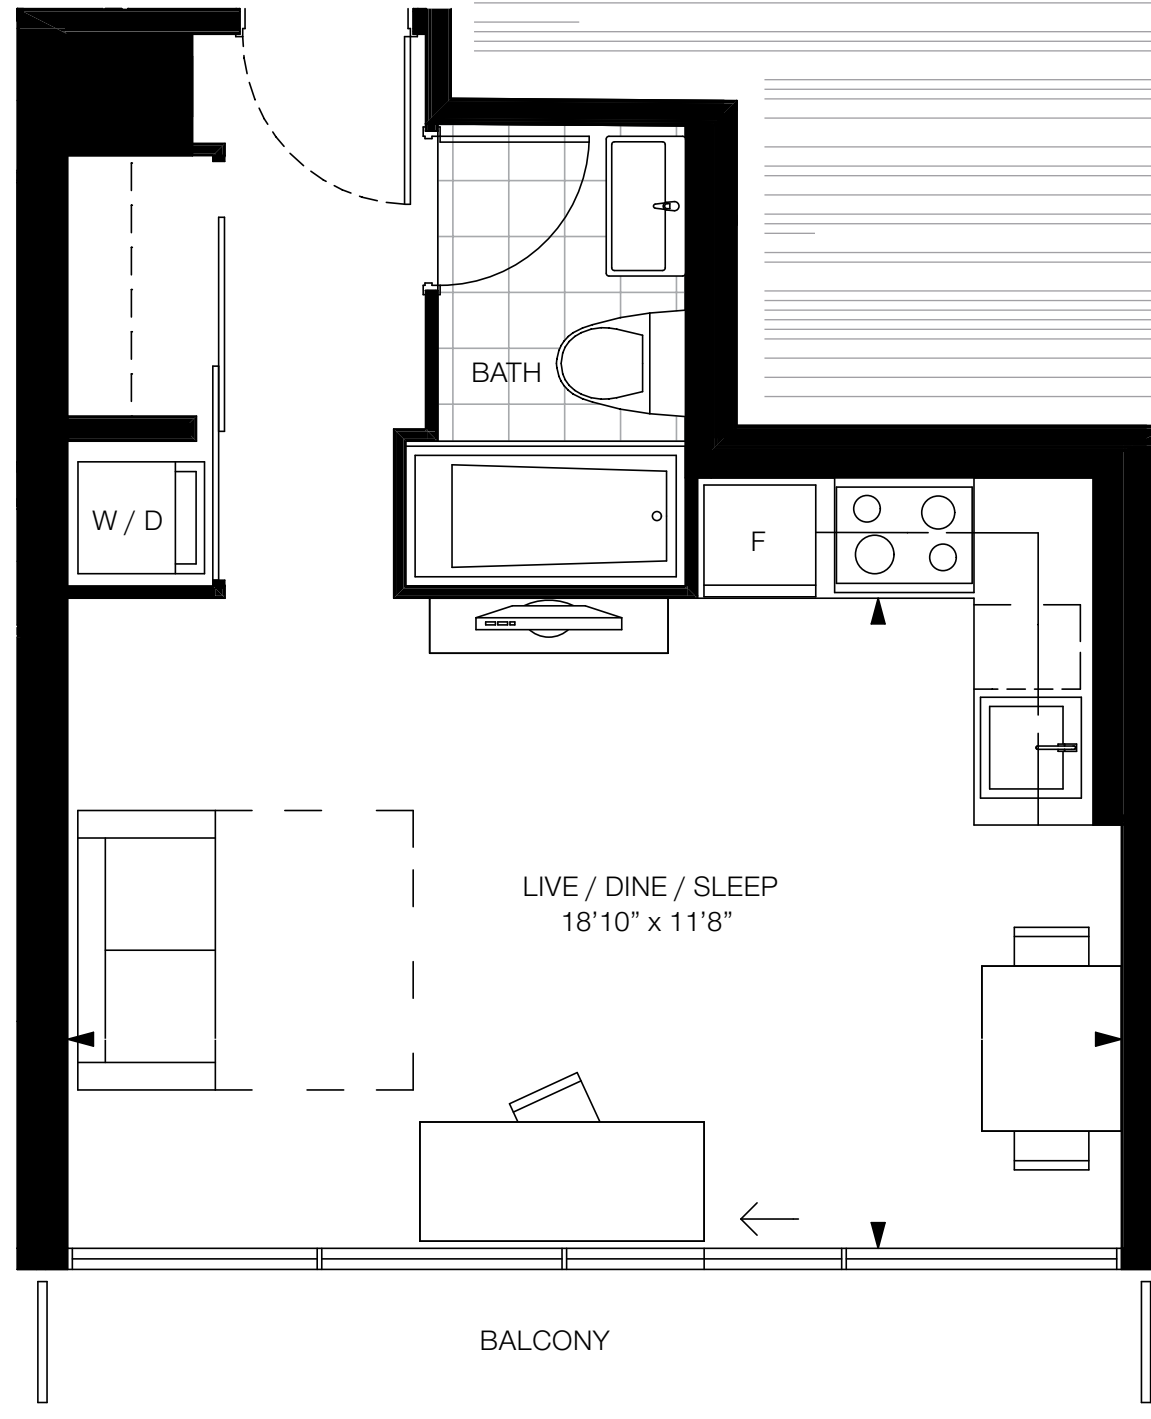 BATH
W / D
F
LIVE / DINE / SLEEP
18’10” x 11’8”
BALCONY